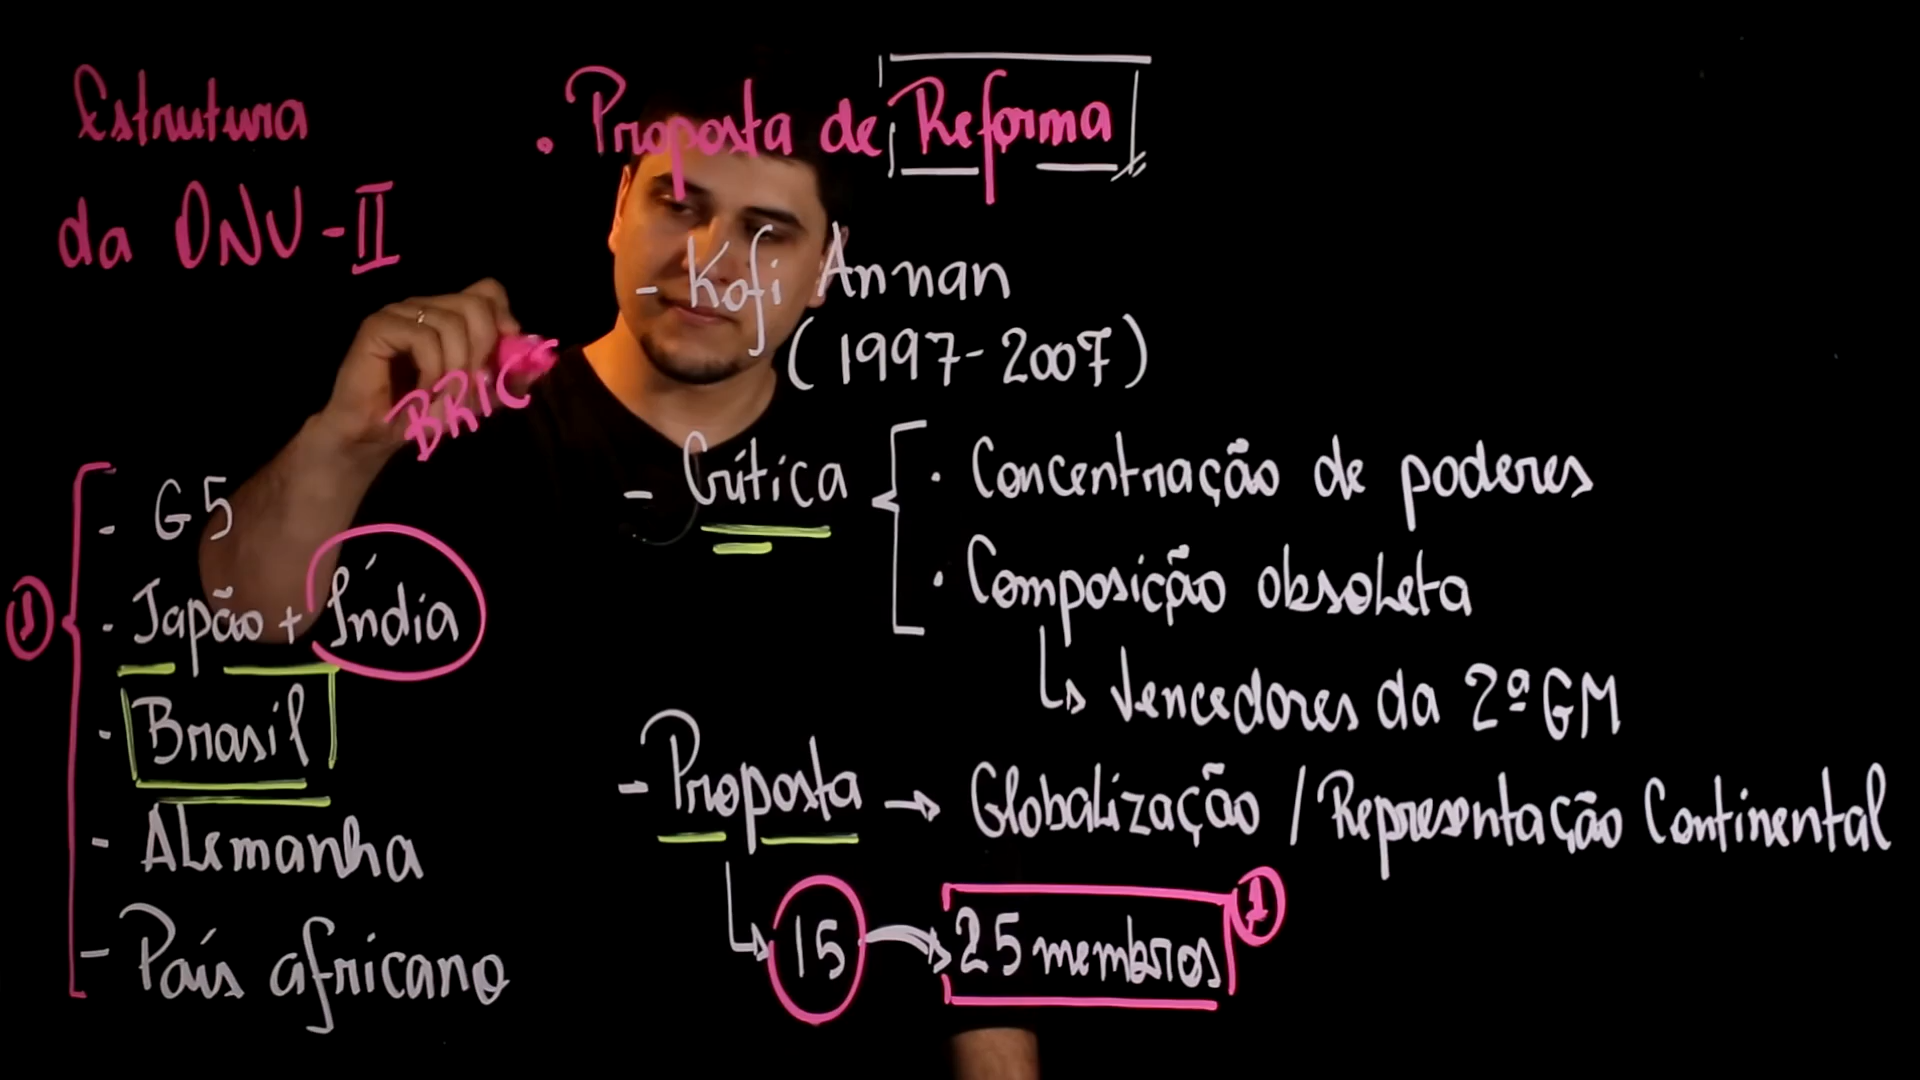 Estrutura
da ONU - II
• Proposta de Reforma
- Kofi Annan
(1997-2007)
- Crítica
• Concentração de poderes
• Composição obsoleta
↳ Vencedores da 2ª GM
- Proposta → Globalização / Representação Continental
↳ 15 → 25 membros 1
BRICS
1
- G5
- Japão + Índia
- Brasil
- Alemanha
- País africano